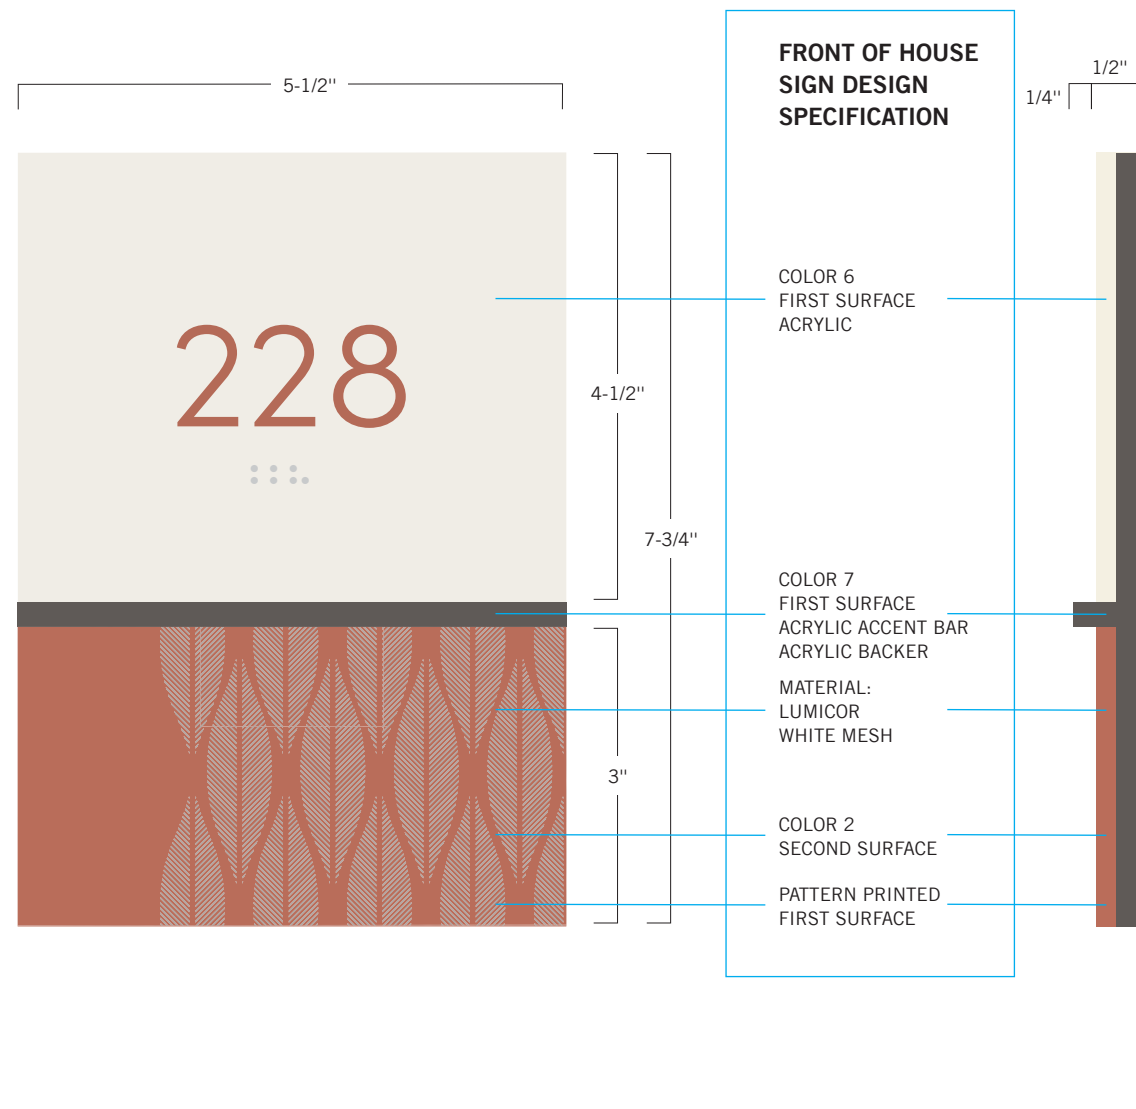 5-1/2"
228
4-1/2"
7-3/4"
3"
FRONT OF HOUSE
SIGN DESIGN
SPECIFICATION
COLOR 6
FIRST SURFACE
ACRYLIC
COLOR 7
FIRST SURFACE
ACRYLIC ACCENT BAR
ACRYLIC BACKER
MATERIAL:
LUMICOR
WHITE MESH
COLOR 2
SECOND SURFACE
PATTERN PRINTED
FIRST SURFACE
1/2"
1/4"